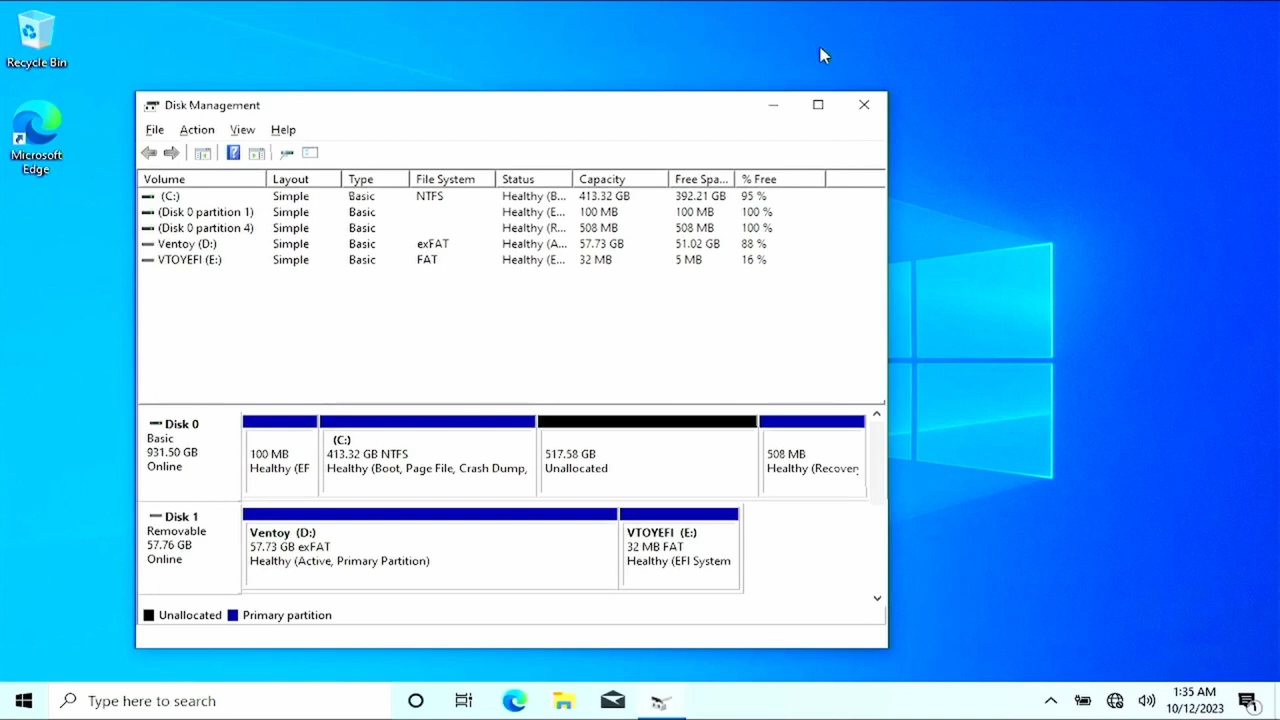 Recycle Bin
Microsoft
Edge
Disk Management
File Action View Help
Volume Layout Type File System Status Capacity Free Spa... % Free
(C:) Simple Basic NTFS Healthy (B... 413.32 GB 392.21 GB 95 %
(Disk 0 partition 1) Simple Basic Healthy (E... 100 MB 100 MB 100 %
(Disk 0 partition 4) Simple Basic Healthy (R... 508 MB 508 MB 100 %
Ventoy (D:) Simple Basic exFAT Healthy (A... 57.73 GB 51.02 GB 88 %
VTOYEFI (E:) Simple Basic FAT Healthy (E... 32 MB 5 MB 16 %
Disk 0
Basic
931.50 GB
Online
100 MB
Healthy (EF
(C:)
413.32 GB NTFS
Healthy (Boot, Page File, Crash Dump,
517.58 GB
Unallocated
508 MB
Healthy (Recovery
Disk 1
Removable
57.76 GB
Online
Ventoy (D:)
57.73 GB exFAT
Healthy (Active, Primary Partition)
VTOYEFI (E:)
32 MB FAT
Healthy (EFI System
Unallocated Primary partition
Type here to search
1:35 AM
10/12/2023
1